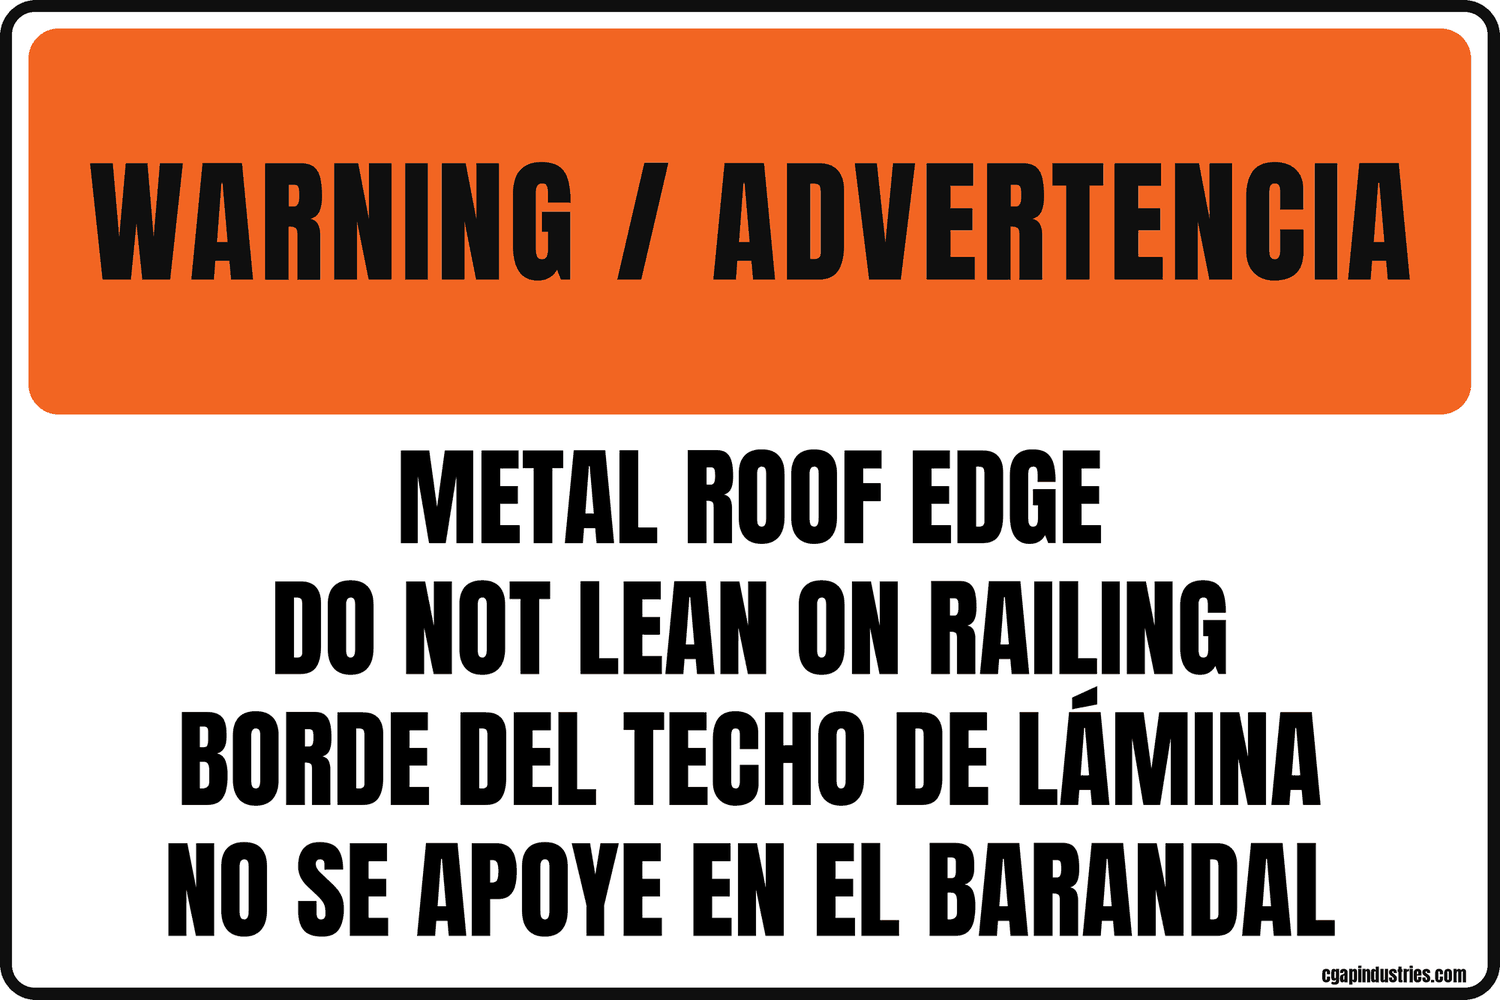 WARNING / ADVERTENCIA
METAL ROOF EDGE
DO NOT LEAN ON RAILING
BORDE DEL TECHO DE LÁMINA
NO SE APOYE EN EL BARANDAL
cgapindustries.com